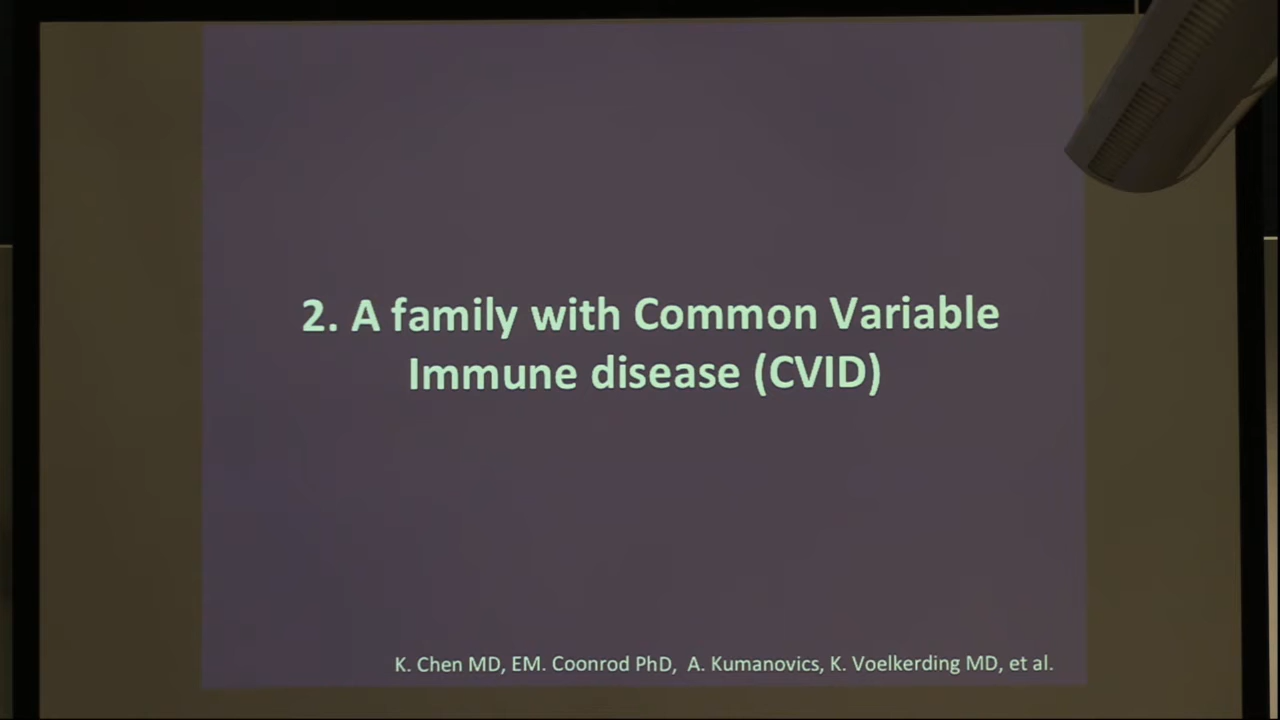 2. A family with Common Variable
Immune disease (CVID)
K. Chen MD, EM. Coonrod PhD, A. Kumanovics, K. Voelkerding MD, et al.